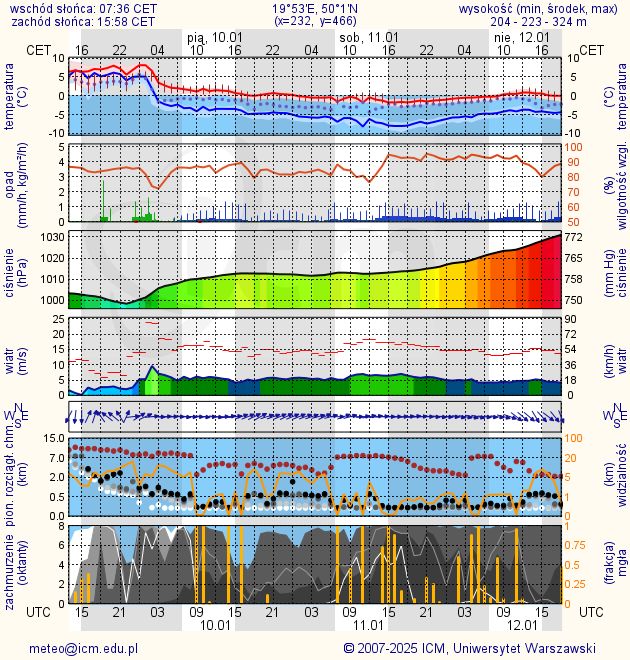 wschód słońca: 07:36 CET 19°53'E, 50°1'N wysokość (min, środek, max)
zachód słońca: 15:58 CET (x=232, y=466) 204 - 223 - 324 m
pią, 10.01 sob, 11.01 nie, 12.01
CET 16 22 04 10 16 22 04 10 16 22 04 10 16 CET
temperatura (°C)
10 5 0 -5 -10
10 5 0 -5 -10
temperatura (°C)
opad (mm/h, kg/m²/h)
5 4 3 2 1 0
100 90 80 70 60 50
wilgotność wzgl. (%)
ciśnienie (hPa)
1030 1020 1010 1000
772 765 758 750
ciśnienie (mm Hg)
wiatr (m/s)
25 20 15 10 5 0
90 72 54 36 18 0
wiatr (km/h)
N W E S
N W E S
pion. rozciągł. chm. (km)
15.0 7.0 2.0 0.5 0.0
100 20 5 1 0
widzialność (km)
zachmurzenie (oktanty)
8 6 4 2 0
1 0.75 0.5 0.25 0
mgła (frakcja)
UTC 15 21 03 09 15 21 03 09 15 21 03 09 15 UTC
10.01 11.01 12.01
meteo@icm.edu.pl © 2007-2025 ICM, Uniwersytet Warszawski